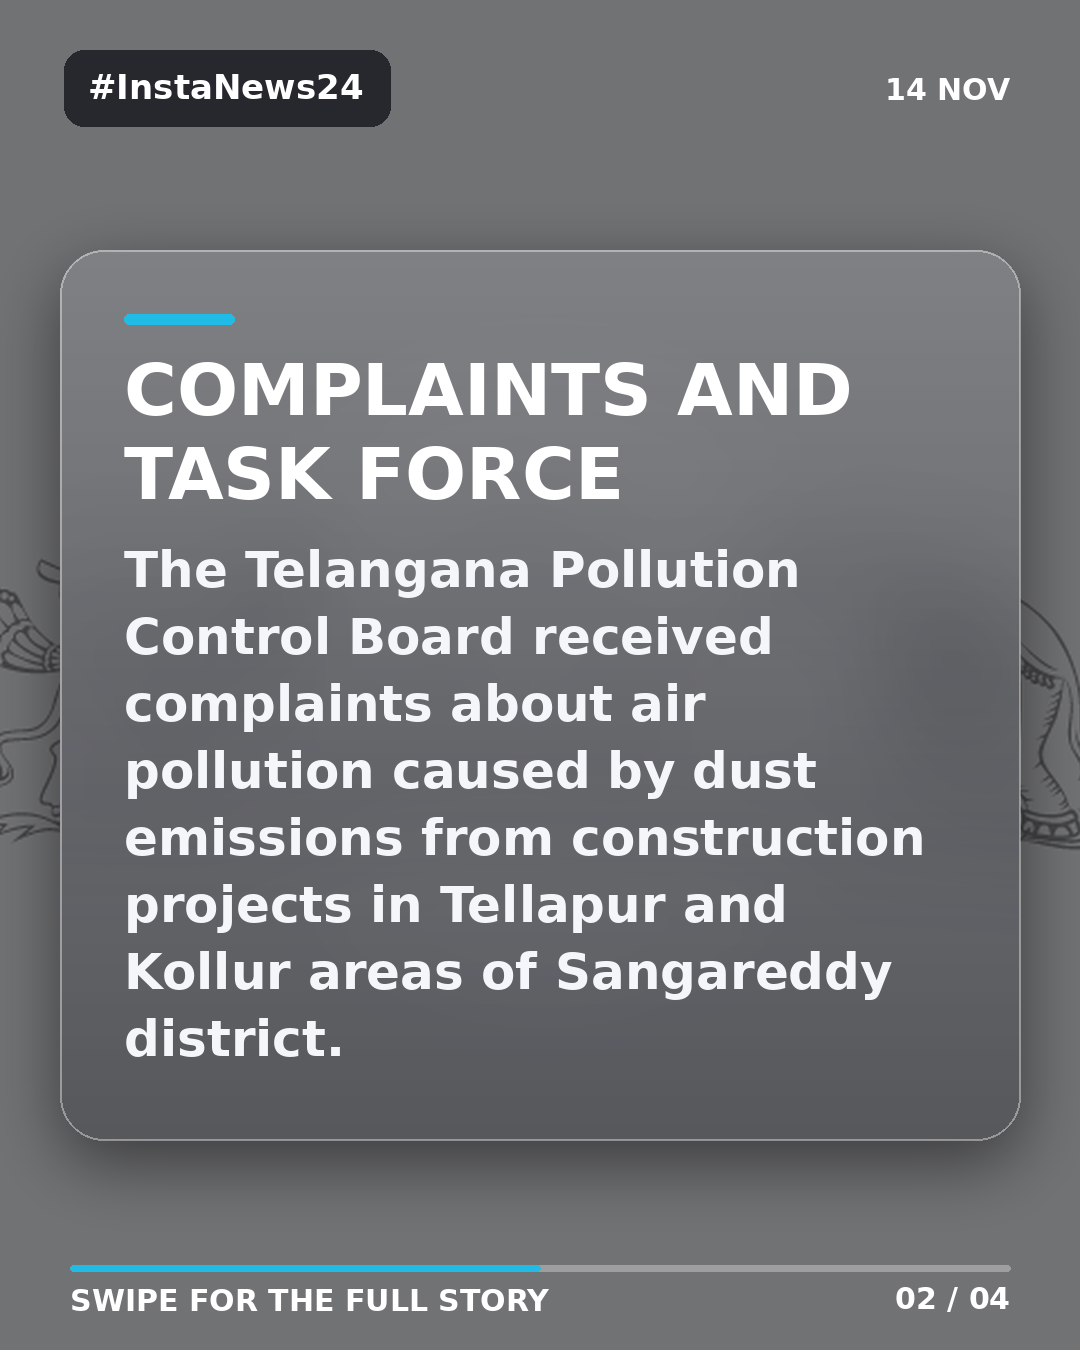 #InstaNews24
14 NOV
COMPLAINTS AND
TASK FORCE
The Telangana Pollution
Control Board received
complaints about air
pollution caused by dust
emissions from construction
projects in Tellapur and
Kollur areas of Sangareddy
district.
SWIPE FOR THE FULL STORY
02 / 04